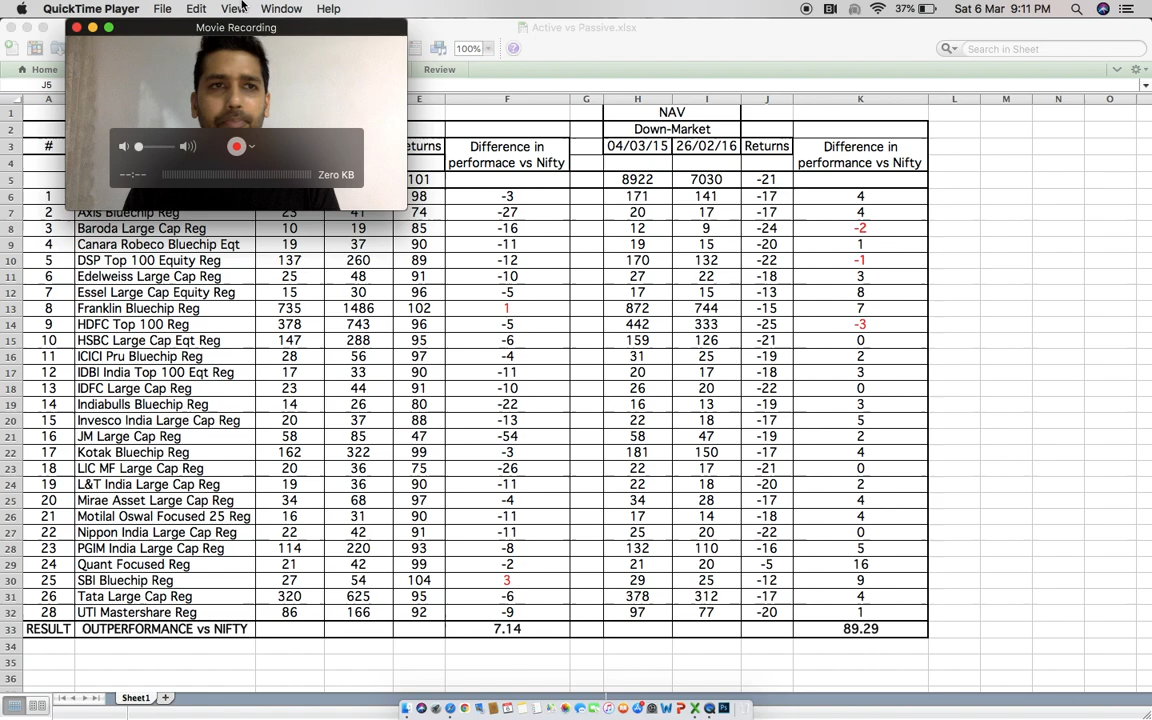 QuickTime Player File Edit View Window Help 37% Sat 6 Mar 9:11 PM
Movie Recording
Active vs Passive.xlsx
100% Search in Sheet
Home Review
J5
Zero KB
A E F G H I J K L M N O
1 NAV
2 Down-Market
3 # Difference in 04/03/15 26/02/16 Returns Difference in
4 performace vs Nifty performance vs Nifty
5 101 8922 7030 -21
6 1 98 -3 171 141 -17 4
7 2 Axis Bluechip Reg 23 41 74 -27 20 17 -17 4
8 3 Baroda Large Cap Reg 10 19 85 -16 12 9 -24 -2
9 4 Canara Robeco Bluechip Eqt 19 37 90 -11 19 15 -20 1
10 5 DSP Top 100 Equity Reg 137 260 89 -12 170 132 -22 -1
11 6 Edelweiss Large Cap Reg 25 48 91 -10 27 22 -18 3
12 7 Essel Large Cap Equity Reg 15 30 96 -5 17 15 -13 8
13 8 Franklin Bluechip Reg 735 1486 102 1 872 744 -15 7
14 9 HDFC Top 100 Reg 378 743 96 -5 442 333 -25 -3
15 10 HSBC Large Cap Eqt Reg 147 288 95 -6 159 126 -21 0
16 11 ICICI Pru Bluechip Reg 28 56 97 -4 31 25 -19 2
17 12 IDBI India Top 100 Eqt Reg 17 33 90 -11 20 17 -18 3
18 13 IDFC Large Cap Reg 23 44 91 -10 26 20 -22 0
19 14 Indiabulls Bluechip Reg 14 26 80 -22 16 13 -19 3
20 15 Invesco India Largest Cap Reg 20 37 88 -13 22 18 -17 5
21 16 JM Large Cap Reg 58 85 47 -54 58 47 -19 2
22 17 Kotak Bluechip Reg 162 322 99 -3 181 150 -17 4
23 18 LIC MF Large Cap Reg 20 36 75 -26 22 17 -21 0
24 19 L&T India Large Cap Reg 19 36 90 -11 22 18 -20 2
25 20 Mirae Asset Large Cap Reg 34 68 97 -4 34 28 -17 4
26 21 Motilal Oswal Focused 25 Reg 16 31 90 -11 17 14 -18 4
27 22 Nippon India Large Cap Reg 22 42 91 -11 25 20 -22 0
28 23 PGIM India Large Cap Reg 114 220 93 -8 132 110 -16 5
29 24 Quant Focused Reg 21 42 99 -2 21 20 -5 16
30 25 SBI Bluechip Reg 27 54 104 3 29 25 -12 9
31 26 Tata Large Cap Reg 320 625 95 -6 378 312 -17 4
32 28 UTI Mastershare Reg 86 166 92 -9 97 77 -20 1
33 RESULT OUTPERFORMANCE vs NIFTY 7.14 89.29
34
35
36
Sheet1